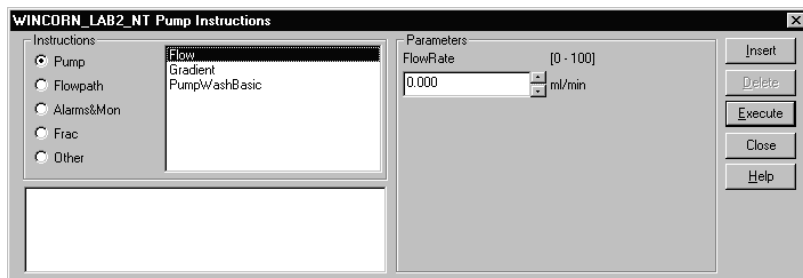 WINCORN_LAB2_NT Pump Instructions
Instructions
Pump
Flowpath
Alarms&Mon
Frac
Other
Flow
Gradient
PumpWashBasic
Parameters
FlowRate [0 - 100]
0.000 ml/min
Insert
Delete
Execute
Close
Help